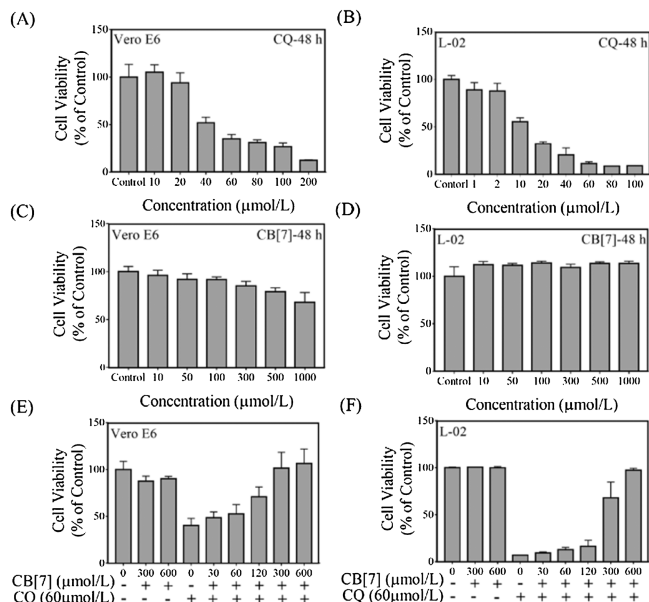 (A)
Vero E6 CQ-48 h
150
100
50
0
Cell Viability
(% of Control)
Control 10 20 40 60 80 100 200
Concentration (μmol/L)
(B)
L-02 CQ-48 h
150
100
50
0
Cell Viability
(% of Control)
Contorl 1 2 10 20 40 60 80 100
Concentration (μmol/L)
(C)
Vero E6 CB[7]-48 h
150
100
50
0
Cell Viability
(% of Control)
Control 10 50 100 300 500 1000
Concentration (μmol/L)
(D)
L-02 CB[7]-48 h
150
100
50
0
Cell Viability
(% of Control)
Control 10 50 100 300 500 1000
Concentration (μmol/L)
(E)
Vero E6
150
100
50
0
Cell Viability
(% of Control)
0 300 600 0 30 60 120 300 600
CB[7] (μmol/L) - + + - + + + + +
CQ (60μmol/L) - - - + + + + + +
(F)
L-02
150
100
50
0
Cell Viability
(% of Control)
0 300 600 0 30 60 120 300 600
CB[7] (μmol/L) - + + - + + + + +
CQ (60μmol/L) - - - + + + + + +